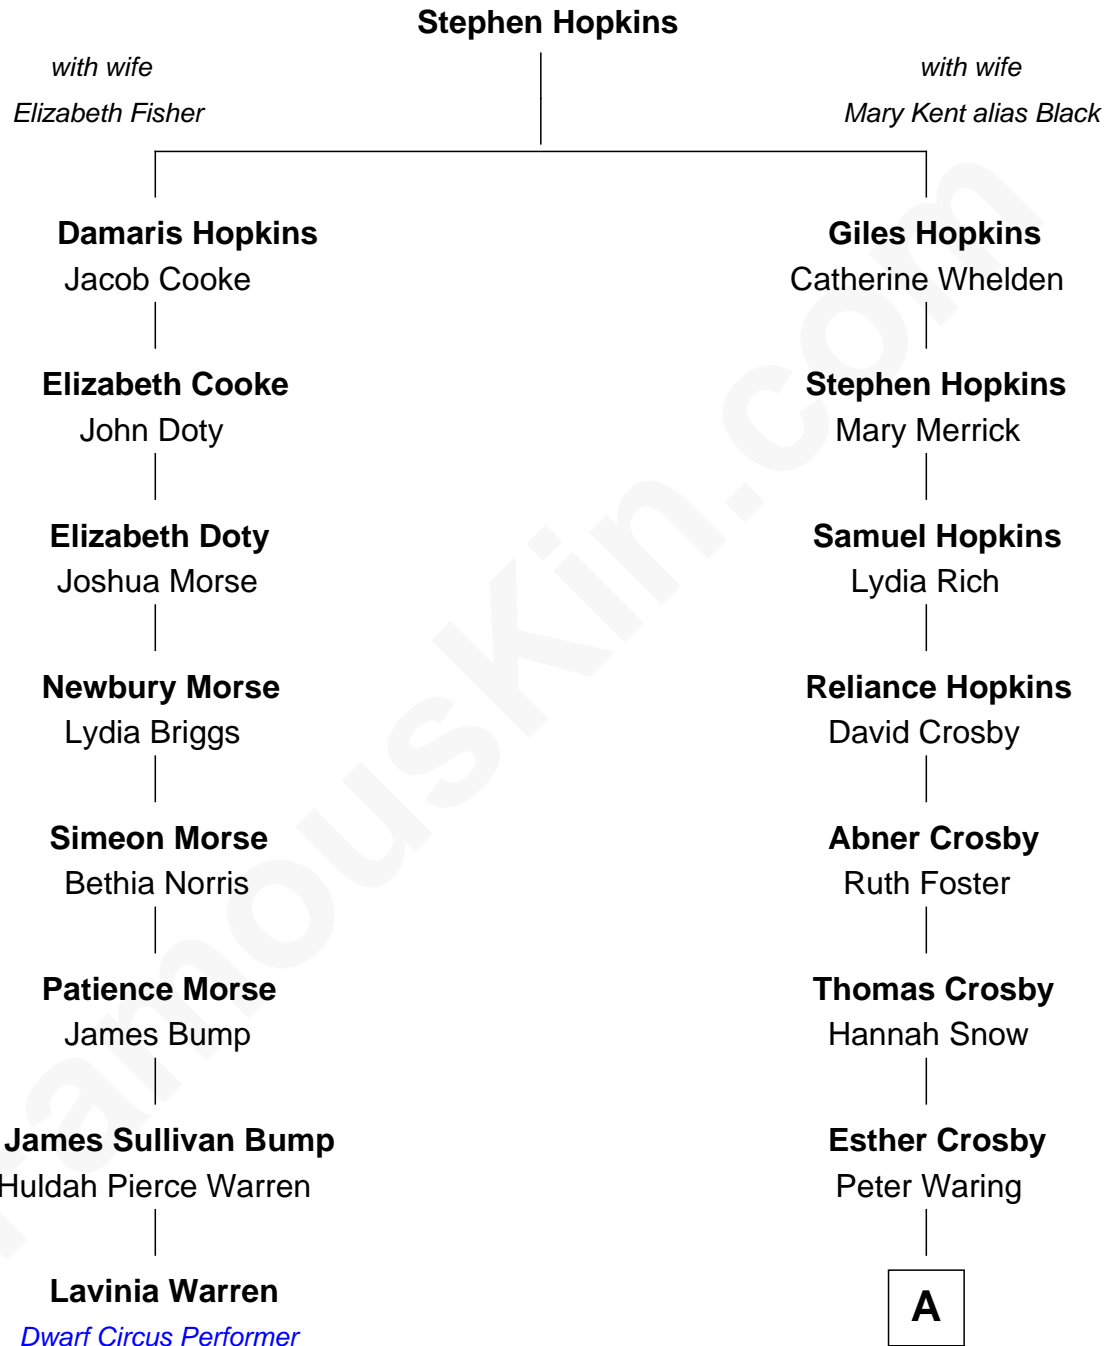 Stephen Hopkins
with wife
Elizabeth Fisher
with wife
Mary Kent alias Black
Damaris Hopkins
Jacob Cooke
Giles Hopkins
Catherine Whelden
Elizabeth Cooke
John Doty
Stephen Hopkins
Mary Merrick
Elizabeth Doty
Joshua Morse
Samuel Hopkins
Lydia Rich
Newbury Morse
Lydia Briggs
Reliance Hopkins
David Crosby
Simeon Morse
Bethia Norris
Abner Crosby
Ruth Foster
Patience Morse
James Bump
Thomas Crosby
Hannah Snow
James Sullivan Bump
Huldah Pierce Warren
Esther Crosby
Peter Waring
Lavinia Warren
Dwarf Circus Performer
A
FamousKin.com